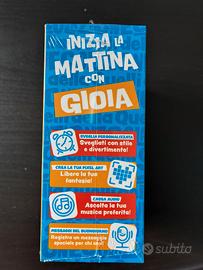 INIZIA LA
MATTINA
CON
GIOIA
SVEGLIA PERSONALIZZATA
Svegliati con stile
e divertimento!
CREA LA TUA PIXEL ART
Libera la tua
fantasia!
CASSA AUDIO
Ascolta la tua
musica preferita!
MESSAGGI DEL BUONGIORNO
Registra un messaggio
speciale per chi ami!
subito